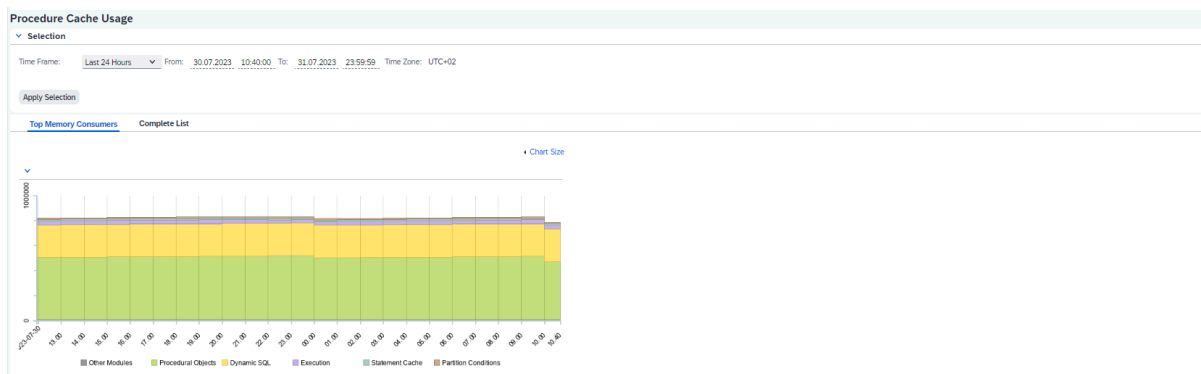 Procedure Cache Usage
Selection
Time Frame: Last 24 Hours From: 30.07.2023 10:40:00 To: 31.07.2023 23:59:59 Time Zone: UTC+02
Apply Selection
Top Memory Consumers Complete List
Chart Size
1000000
0
13.00 14.00 15.00 16.00 17.00 18.00 19.00 20.00 21.00 22.00 23.00 00.00 01.00 02.00 03.00 04.00 05.00 06.00 07.00 08.00 09.00 10.00 10.40
Other Modules Procedural Objects Dynamic SQL Execution Statement Cache Partition Conditions